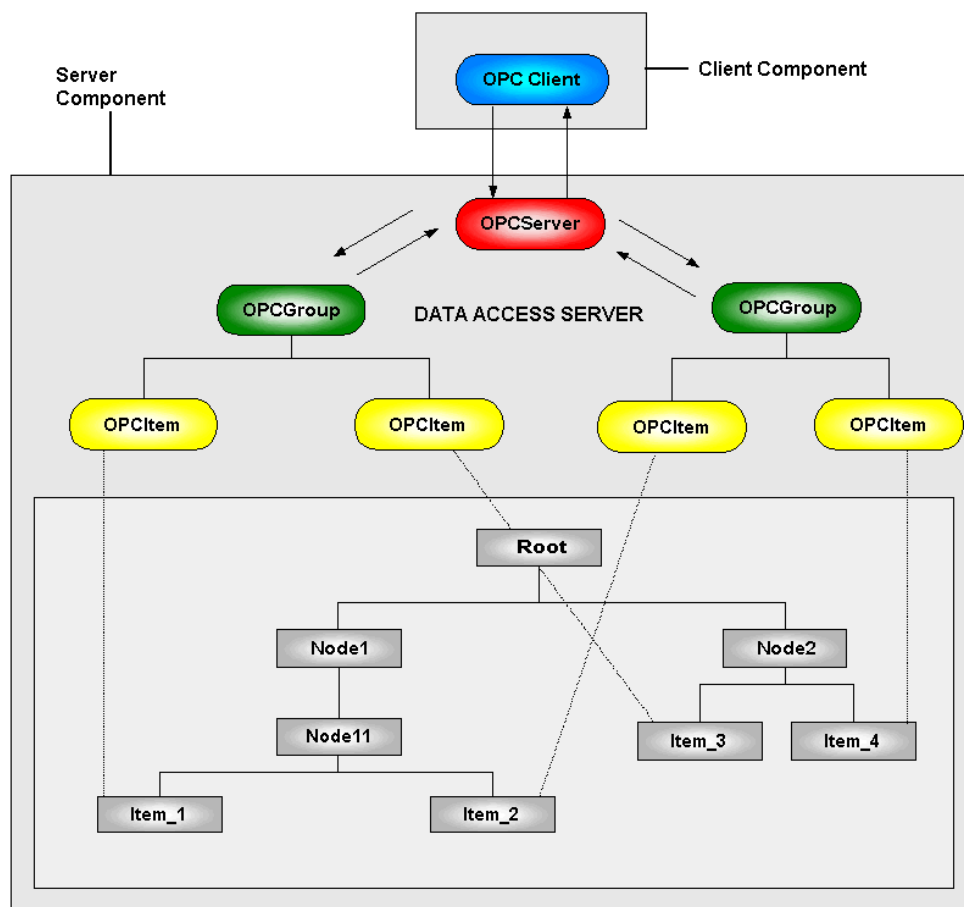 OPC Client
Client Component
Server
Component
OPCServer
OPCGroup
DATA ACCESS SERVER
OPCGroup
OPCItem
OPCItem
OPCItem
OPCItem
Root
Node1
Node2
Node11
Item_3
Item_4
Item_1
Item_2